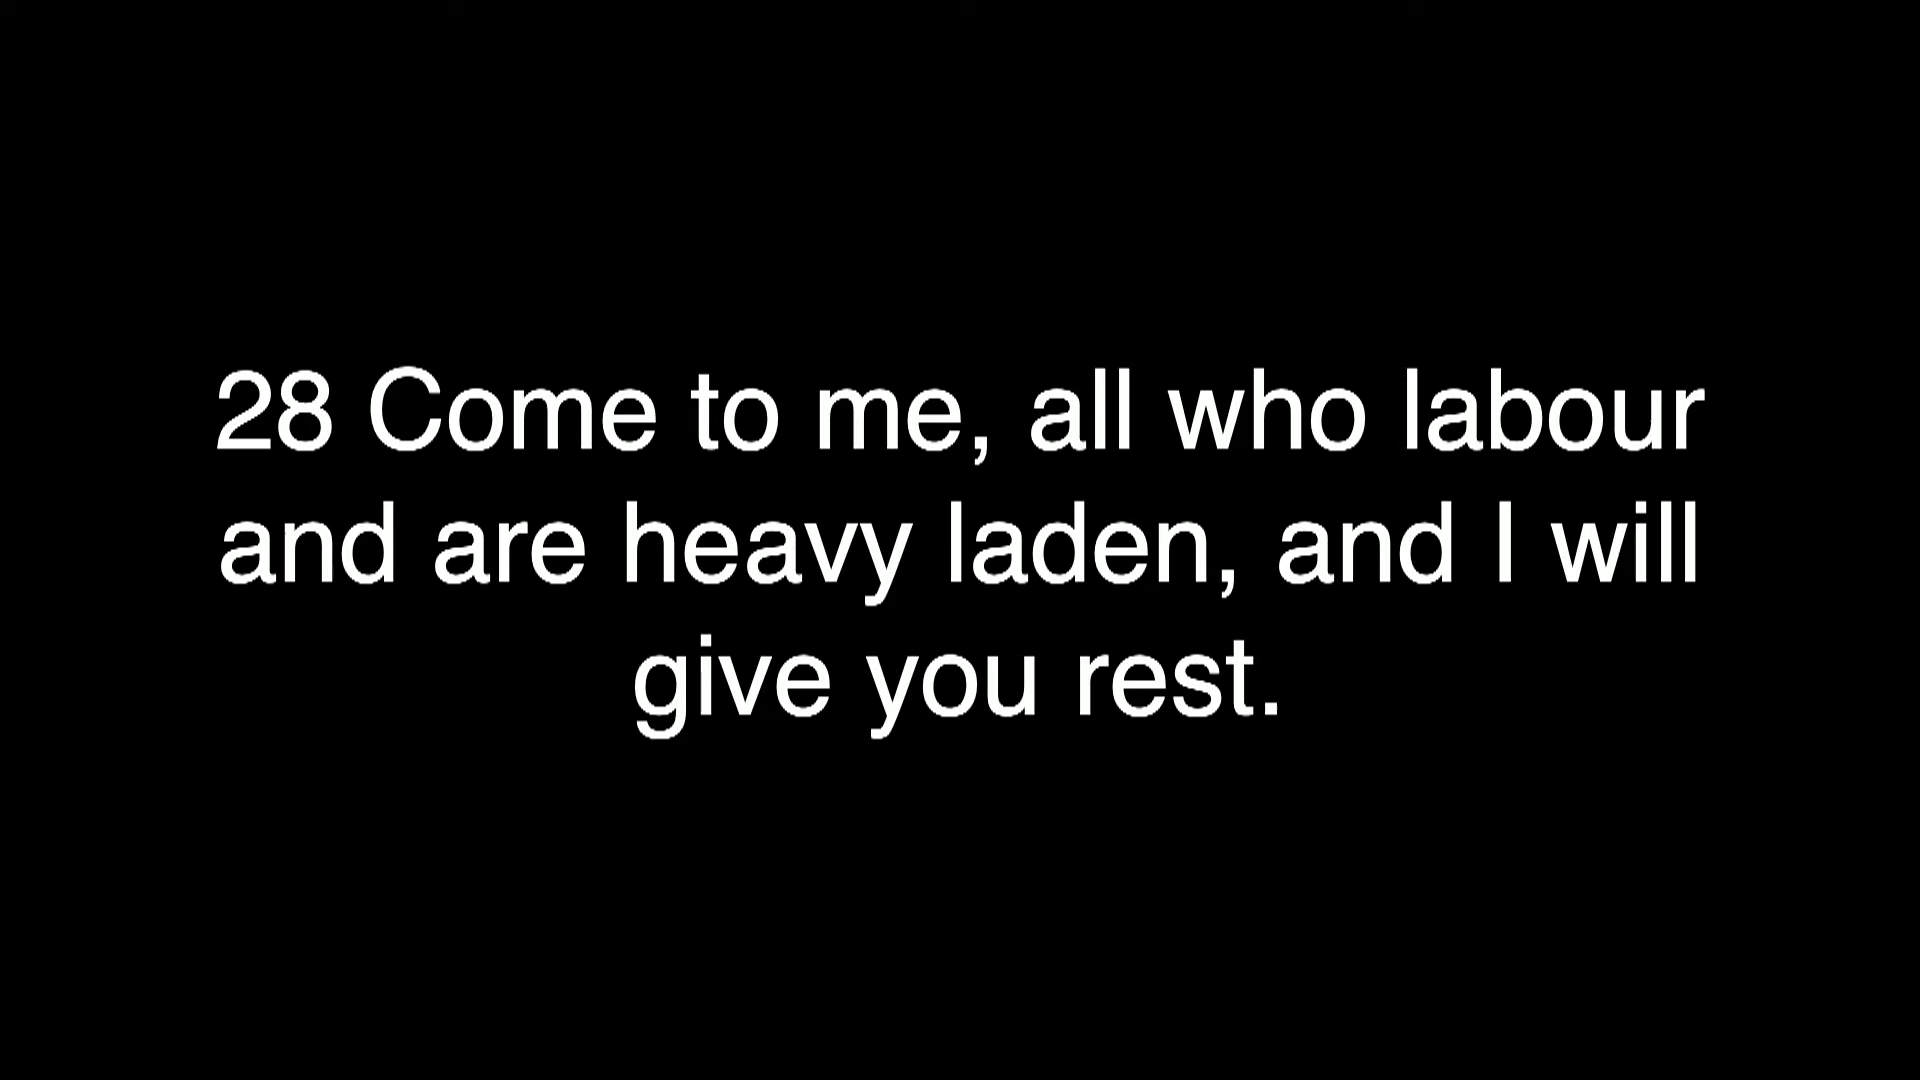 28 Come to me, all who labour
and are heavy laden, and I will
give you rest.